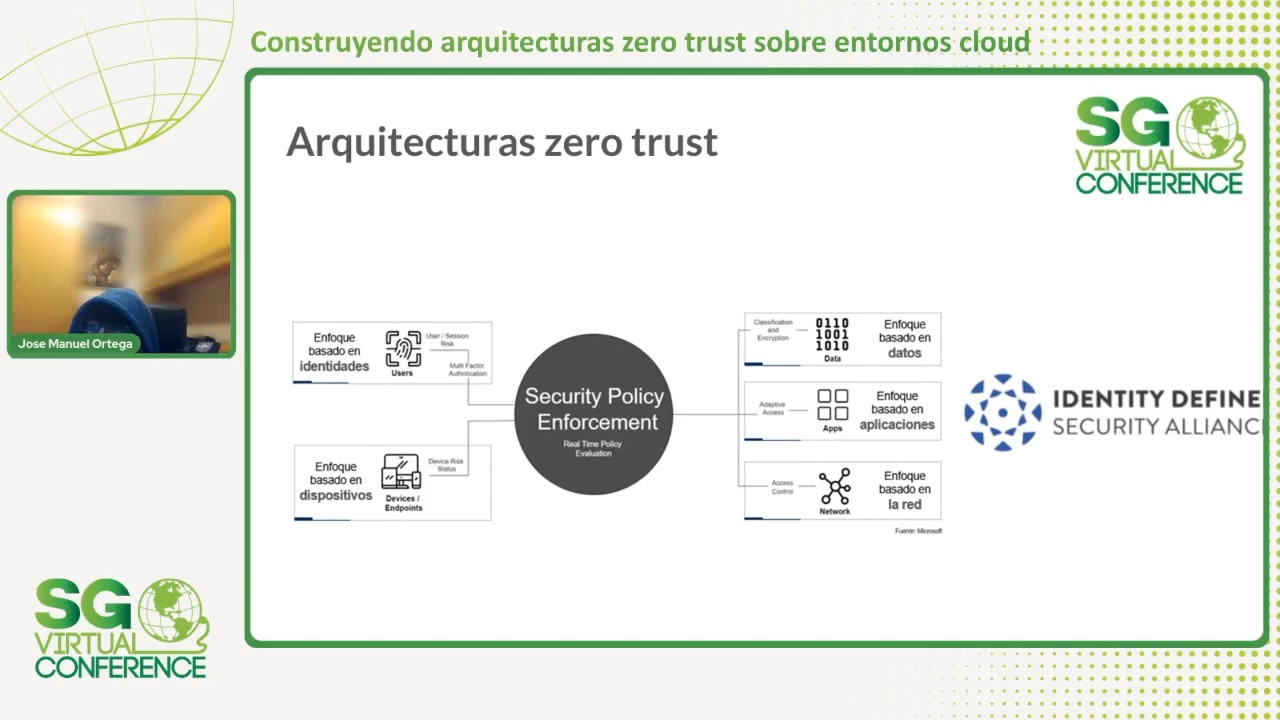 Construyendo arquitecturas zero trust sobre entornos cloud
Arquitecturas zero trust
SG
VIRTUAL
CONFERENCE
Jose Manuel Ortega
Enfoque
basado en
identidades
Users
User / Session
Risk
Multi Factor
Authntication
Enfoque
basado en
dispositivos
Devices /
Endpoints
Device Risk
Status
Security Policy
Enforcement
Real Time Policy
Evaluation
Classification
and
Encryption
0110
1001
1010
Data
Enfoque
basado en
datos
Adaptive
Access
Apps
Enfoque
basado en
aplicaciones
Access
Control
Network
Enfoque
basado en
la red
Fuente: Microsoft
IDENTITY DEFINE
SECURITY ALLIANC
SG
VIRTUAL
CONFERENCE